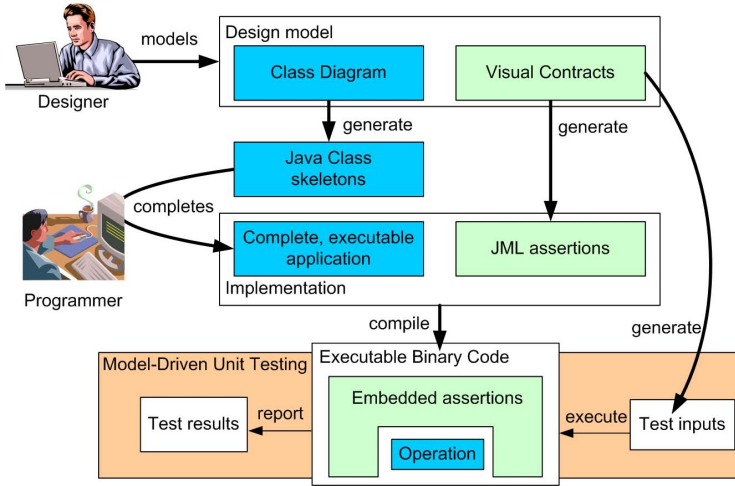 Design model
models
Class Diagram
Visual Contracts
Designer
generate
generate
Java Class
skeletons
completes
Complete, executable
application
JML assertions
Programmer
Implementation
compile
generate
Model-Driven Unit Testing
Executable Binary Code
Embedded assertions
Test results
report
execute
Test inputs
Operation